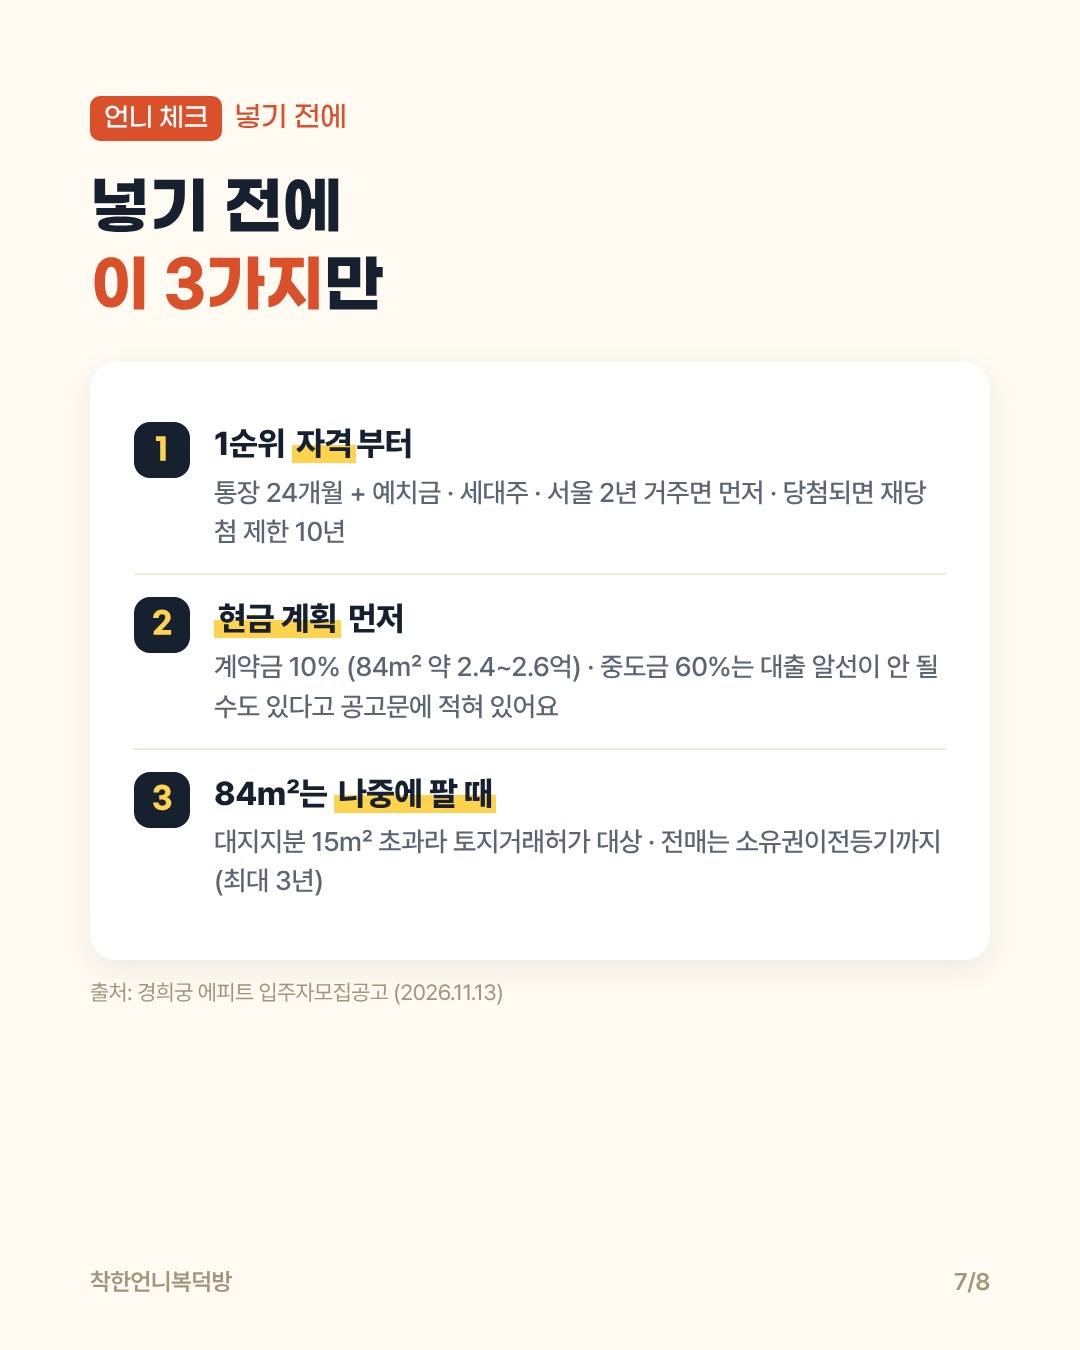 언니 체크 넣기 전에
넣기 전에
이 3가지만
1 1순위 자격부터
통장 24개월 + 예치금 · 세대주 · 서울 2년 거주면 먼저 · 당첨되면 재당
첨 제한 10년
2 현금 계획 먼저
계약금 10% (84m² 약 2.4~2.6억) · 중도금 60%는 대출 알선이 안 될
수도 있다고 공고문에 적혀 있어요
3 84m²는 나중에 팔 때
대지지분 15m² 초과라 토지거래허가 대상 · 전매는 소유권이전등기까지
(최대 3년)
출처: 경희궁 에피트 입주자모집공고 (2026.11.13)
착한언니복덕방 7/8